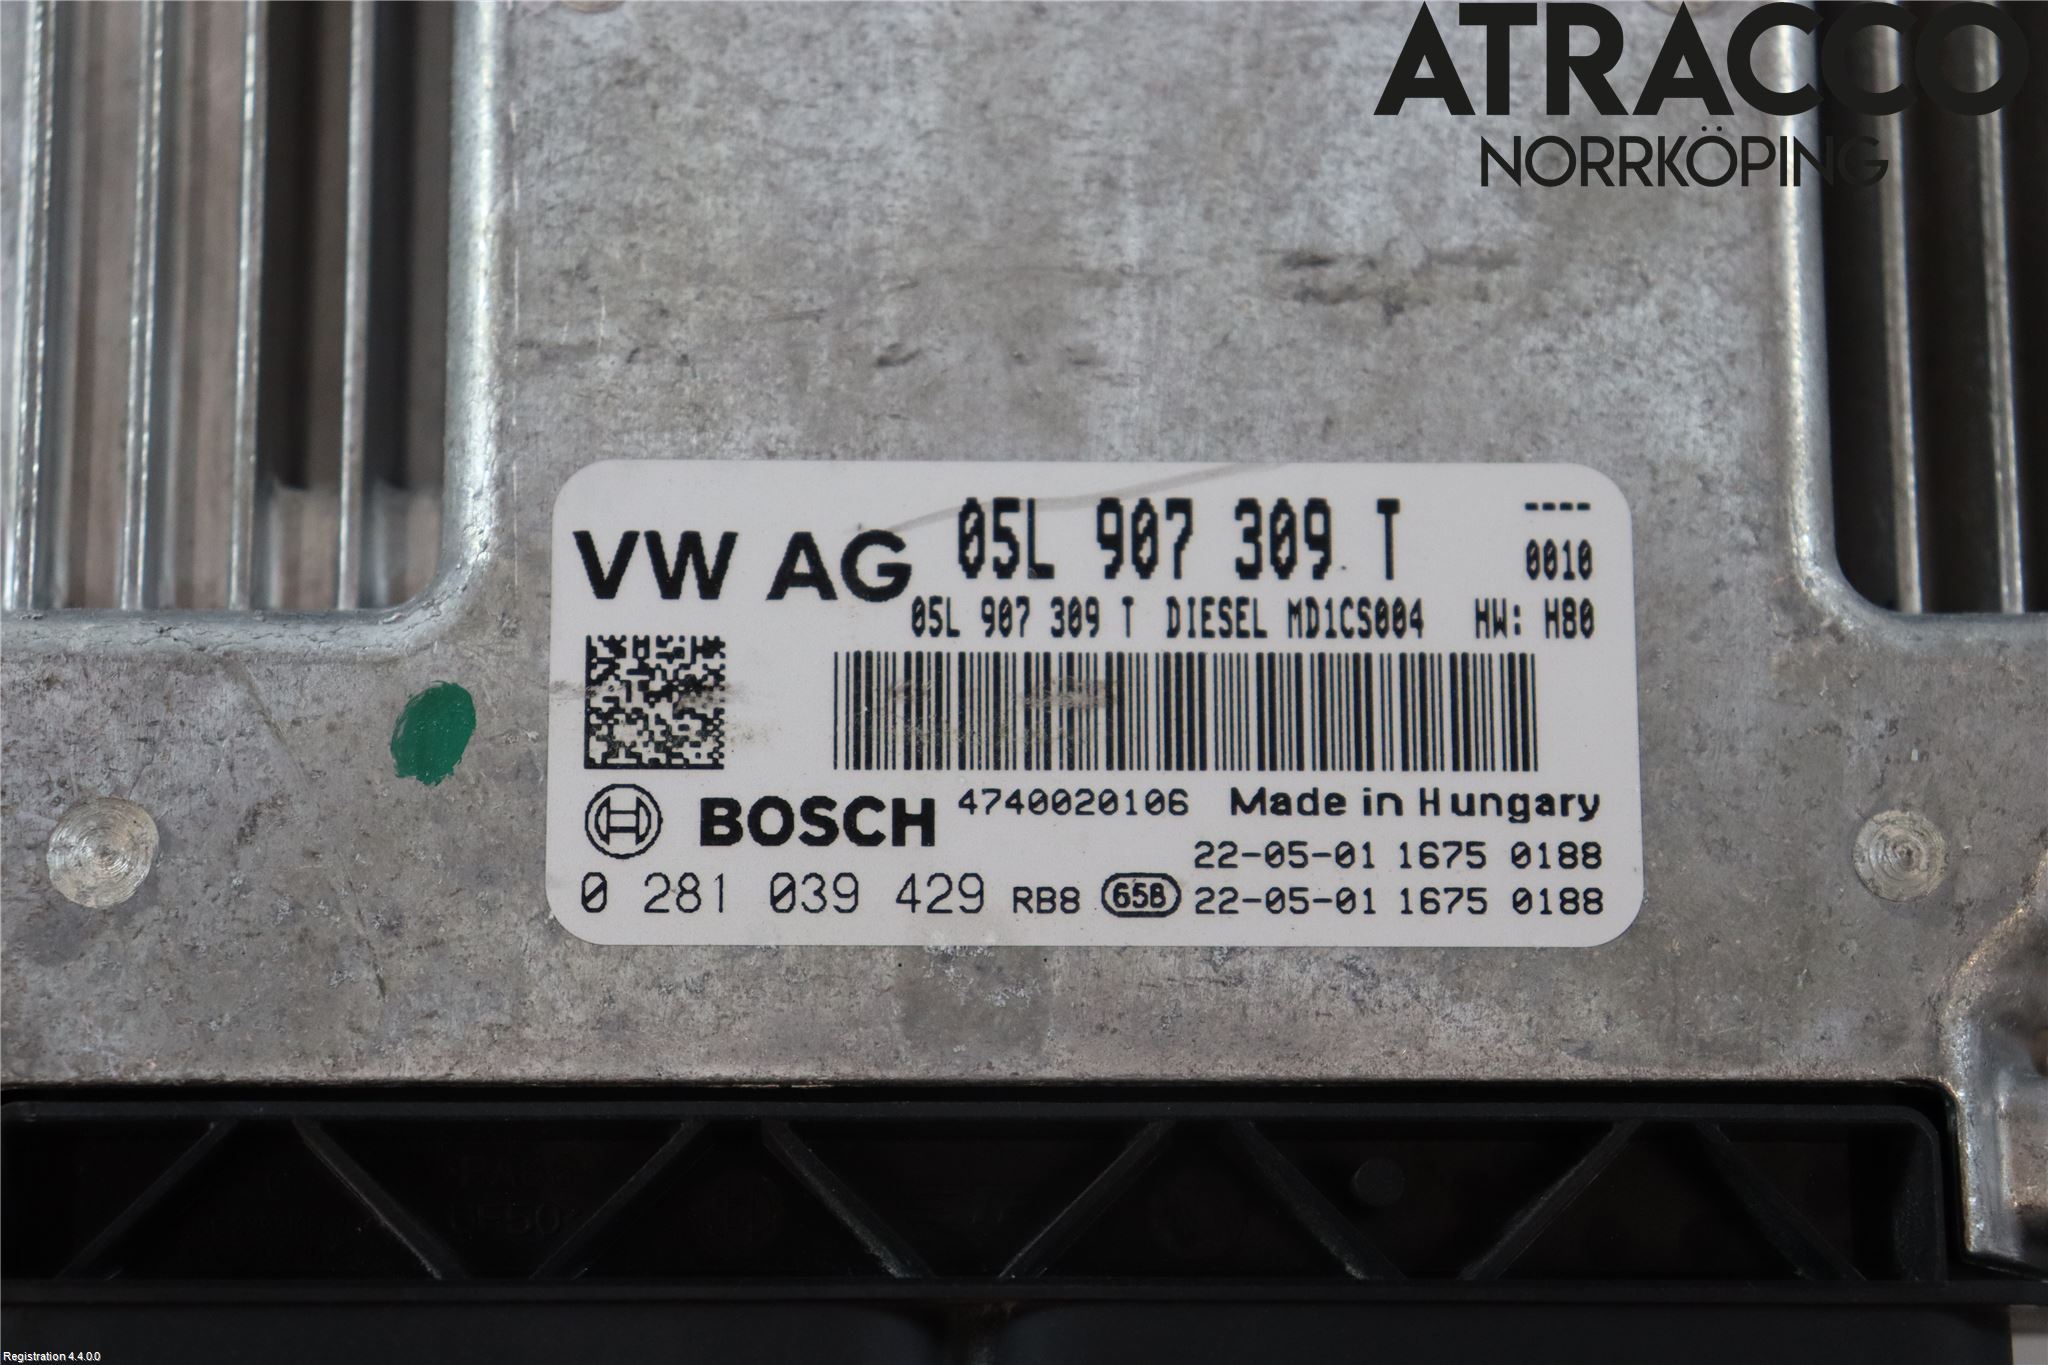 ATRACCO
NORRKÖPING
VW AG 05L 907 309 T ----
0010
05L 907 309 T DIESEL MD1CS004 HW: H80
BOSCH 4740020106 Made in Hungary
22-05-01 1675 0188
0 281 039 429 RB8 65B 22-05-01 1675 0188
Registration 4.4.0.0